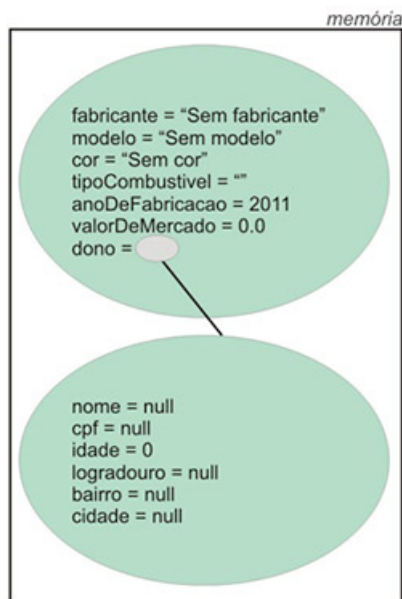 memória
fabricante = “Sem fabricante”
modelo = “Sem modelo”
cor = “Sem cor”
tipoCombustivel = “”
anoDeFabricacao = 2011
valorDeMercado = 0.0
dono =
nome = null
cpf = null
idade = 0
logradouro = null
bairro = null
cidade = null